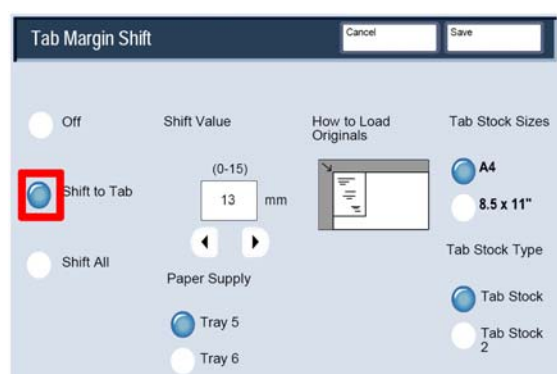 Tab Margin Shift
Cancel
Save
Off
Shift to Tab
Shift All
Shift Value
(0-15)
13 mm
Paper Supply
Tray 5
Tray 6
How to Load
Originals
Tab Stock Sizes
A4
8.5 x 11"
Tab Stock Type
Tab Stock
Tab Stock
2